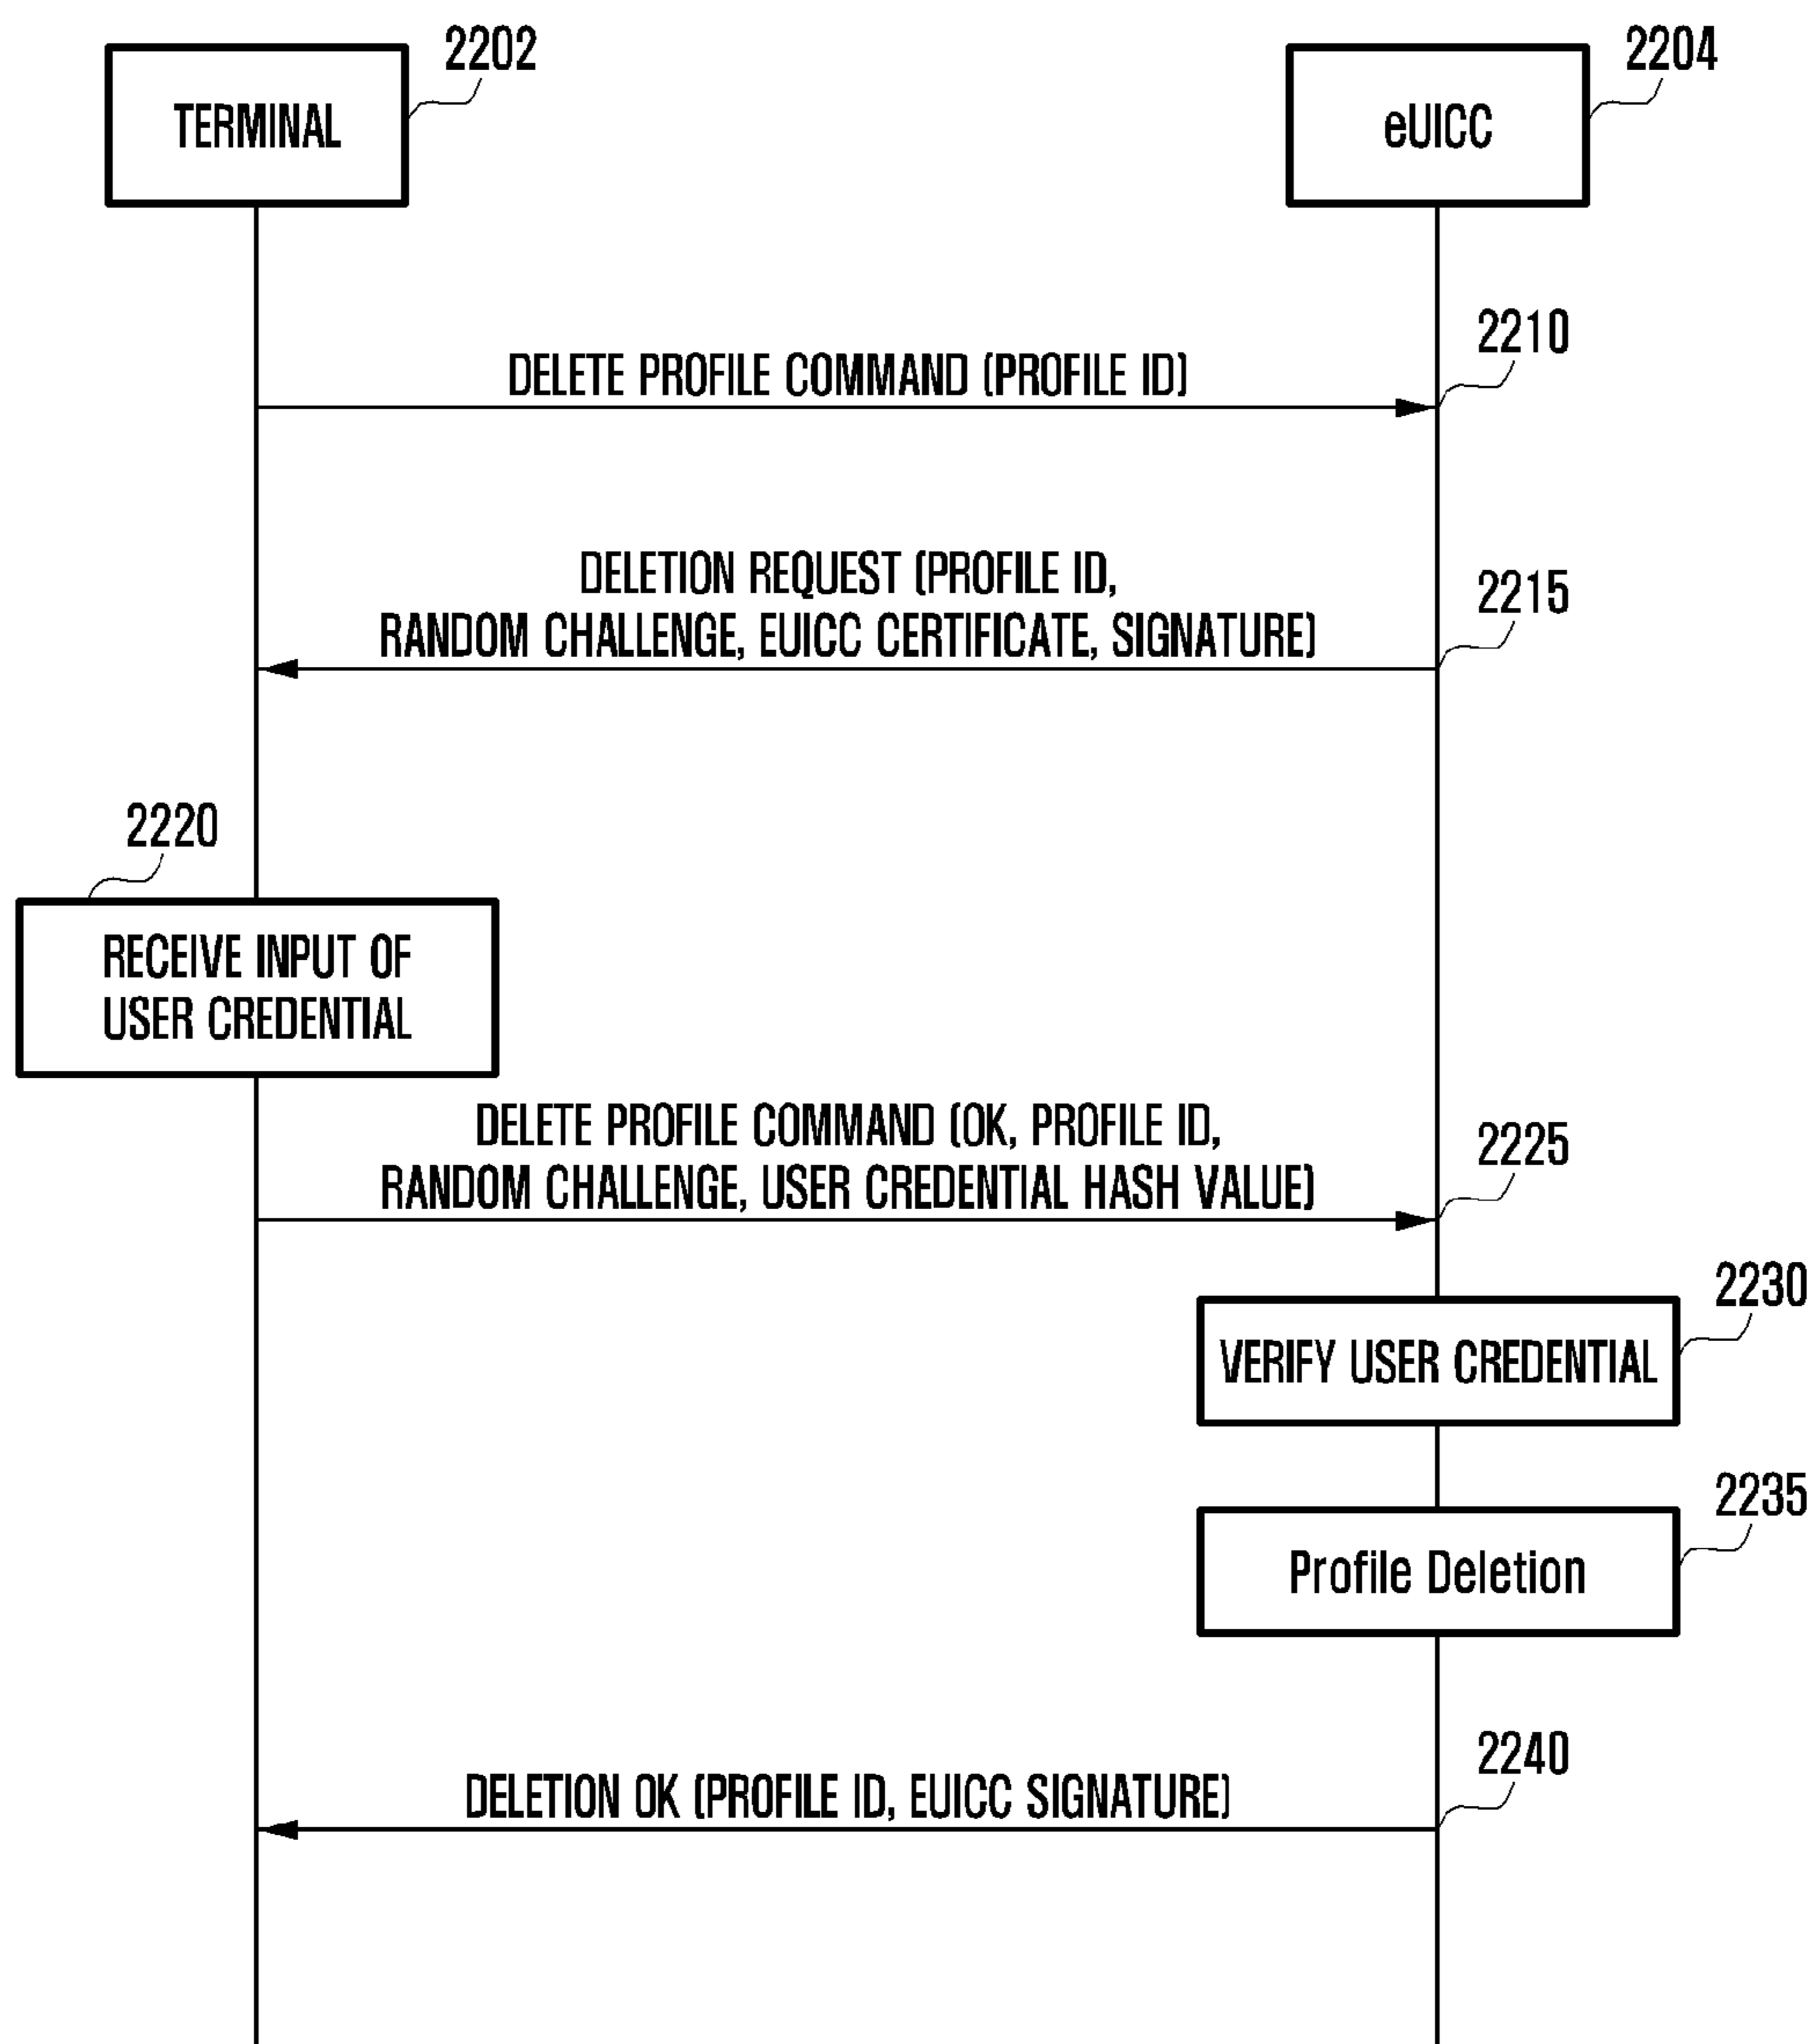 2202
2204
TERMINAL
eUICC
2210
DELETE PROFILE COMMAND (PROFILE ID)
DELETION REQUEST (PROFILE ID,
2215
RANDOM CHALLENGE, EUICC CERTIFICATE, SIGNATURE)
2220
RECEIVE INPUT OF
USER CREDENTIAL
DELETE PROFILE COMMAND (OK, PROFILE ID,
2225
RANDOM CHALLENGE, USER CREDENTIAL HASH VALUE)
2230
VERIFY USER CREDENTIAL
2235
Profile Deletion
2240
DELETION OK (PROFILE ID, EUICC SIGNATURE)